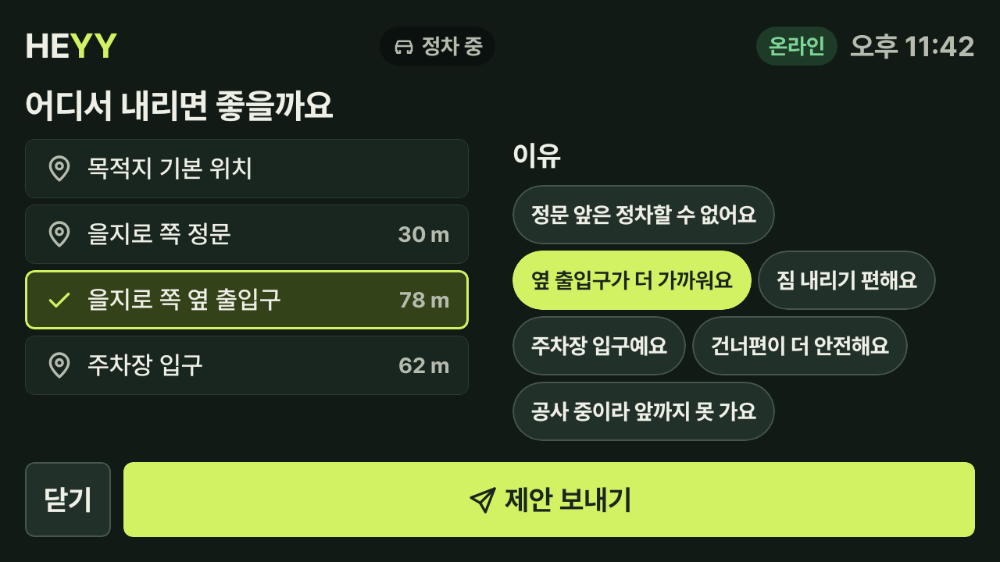 HEYY
정차 중
온라인
오후 11:42
어디서 내리면 좋을까요
목적지 기본 위치
을지로 쪽 정문 30 m
을지로 쪽 옆 출입구 78 m
주차장 입구 62 m
이유
정문 앞은 정차할 수 없어요
옆 출입구가 더 가까워요
짐 내리기 편해요
주차장 입구예요
건너편이 더 안전해요
공사 중이라 앞까지 못 가요
닫기
제안 보내기